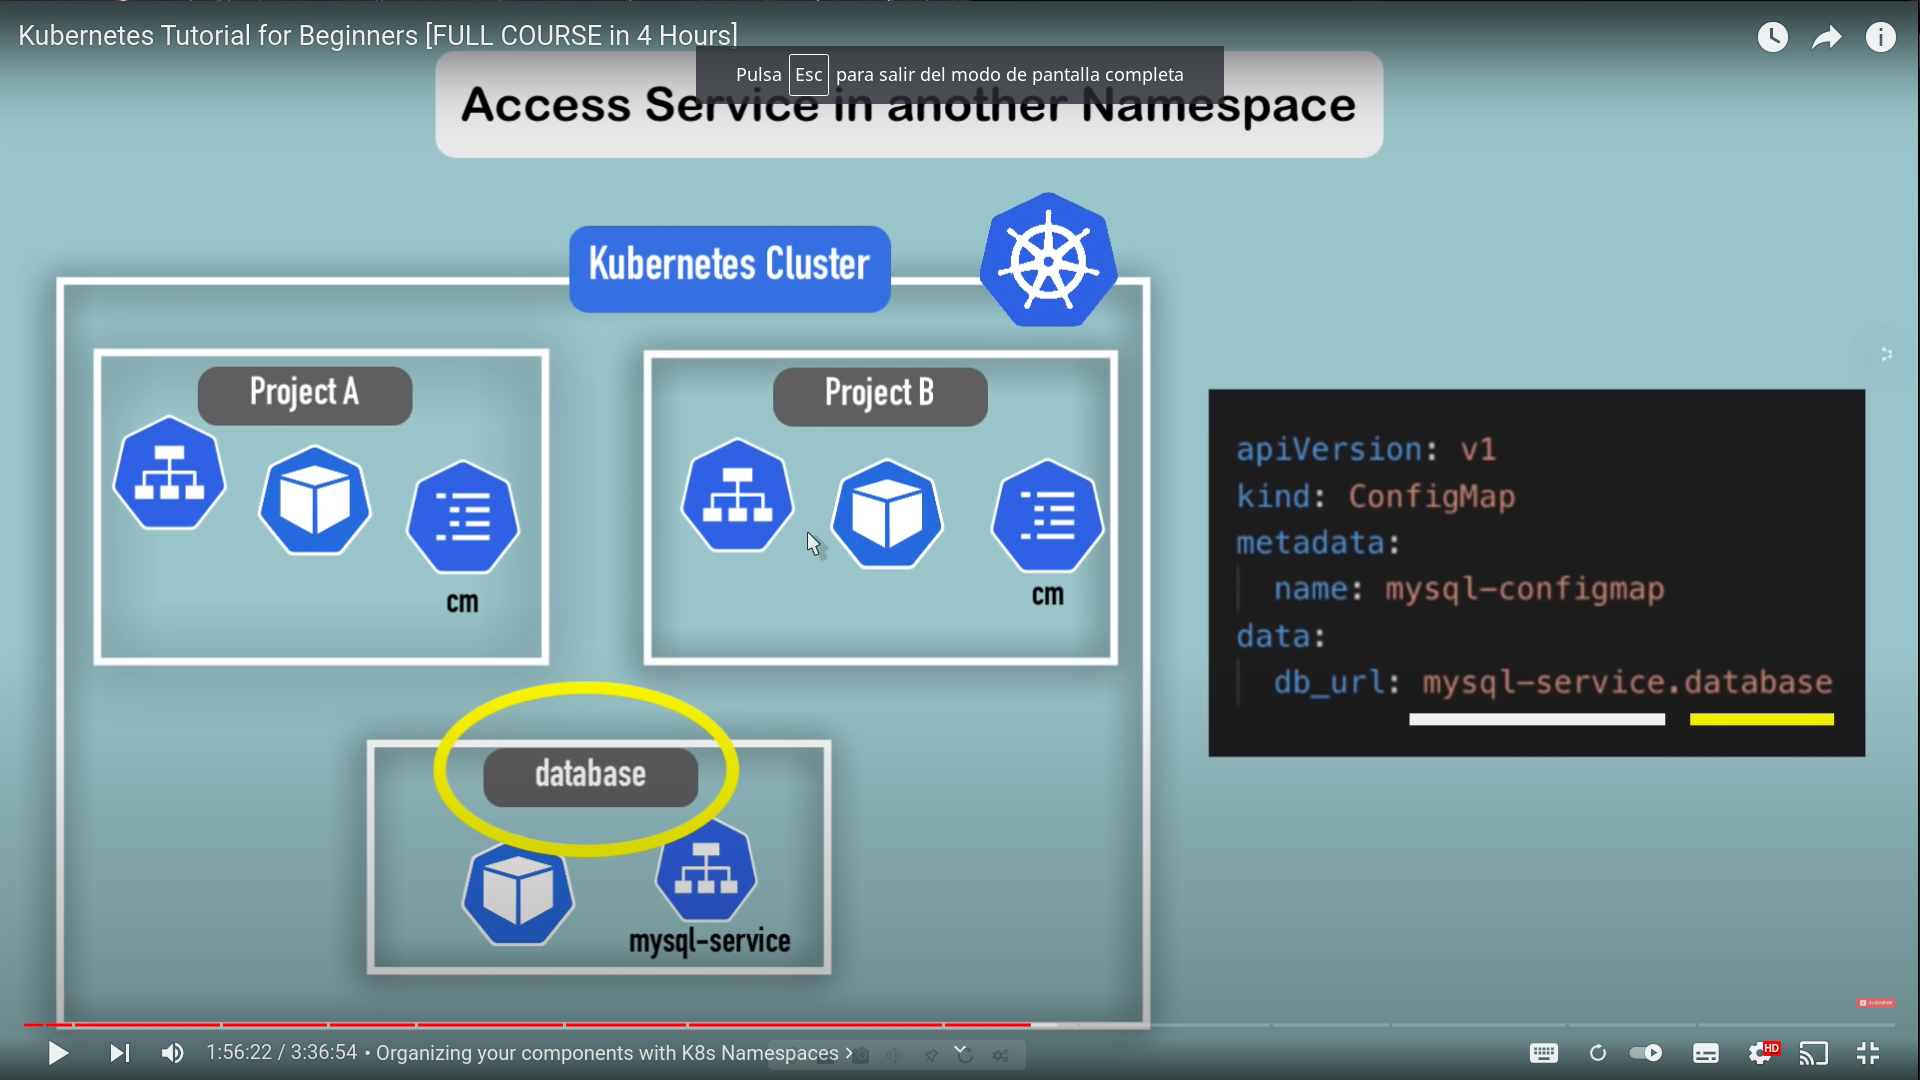 Kubernetes Tutorial for Beginners [FULL COURSE in 4 Hours]
Pulsa Esc para salir del modo de pantalla completa
Access Service in another Namespace
Kubernetes Cluster
Project A
Project B
cm
cm
database
mysql-service
apiVersion: v1
kind: ConfigMap
metadata:
name: mysql-configmap
data:
db_url: mysql-service.database
SUBSCRIBE
1:56:22 / 3:36:54 • Organizing your components with K8s Namespaces
HD